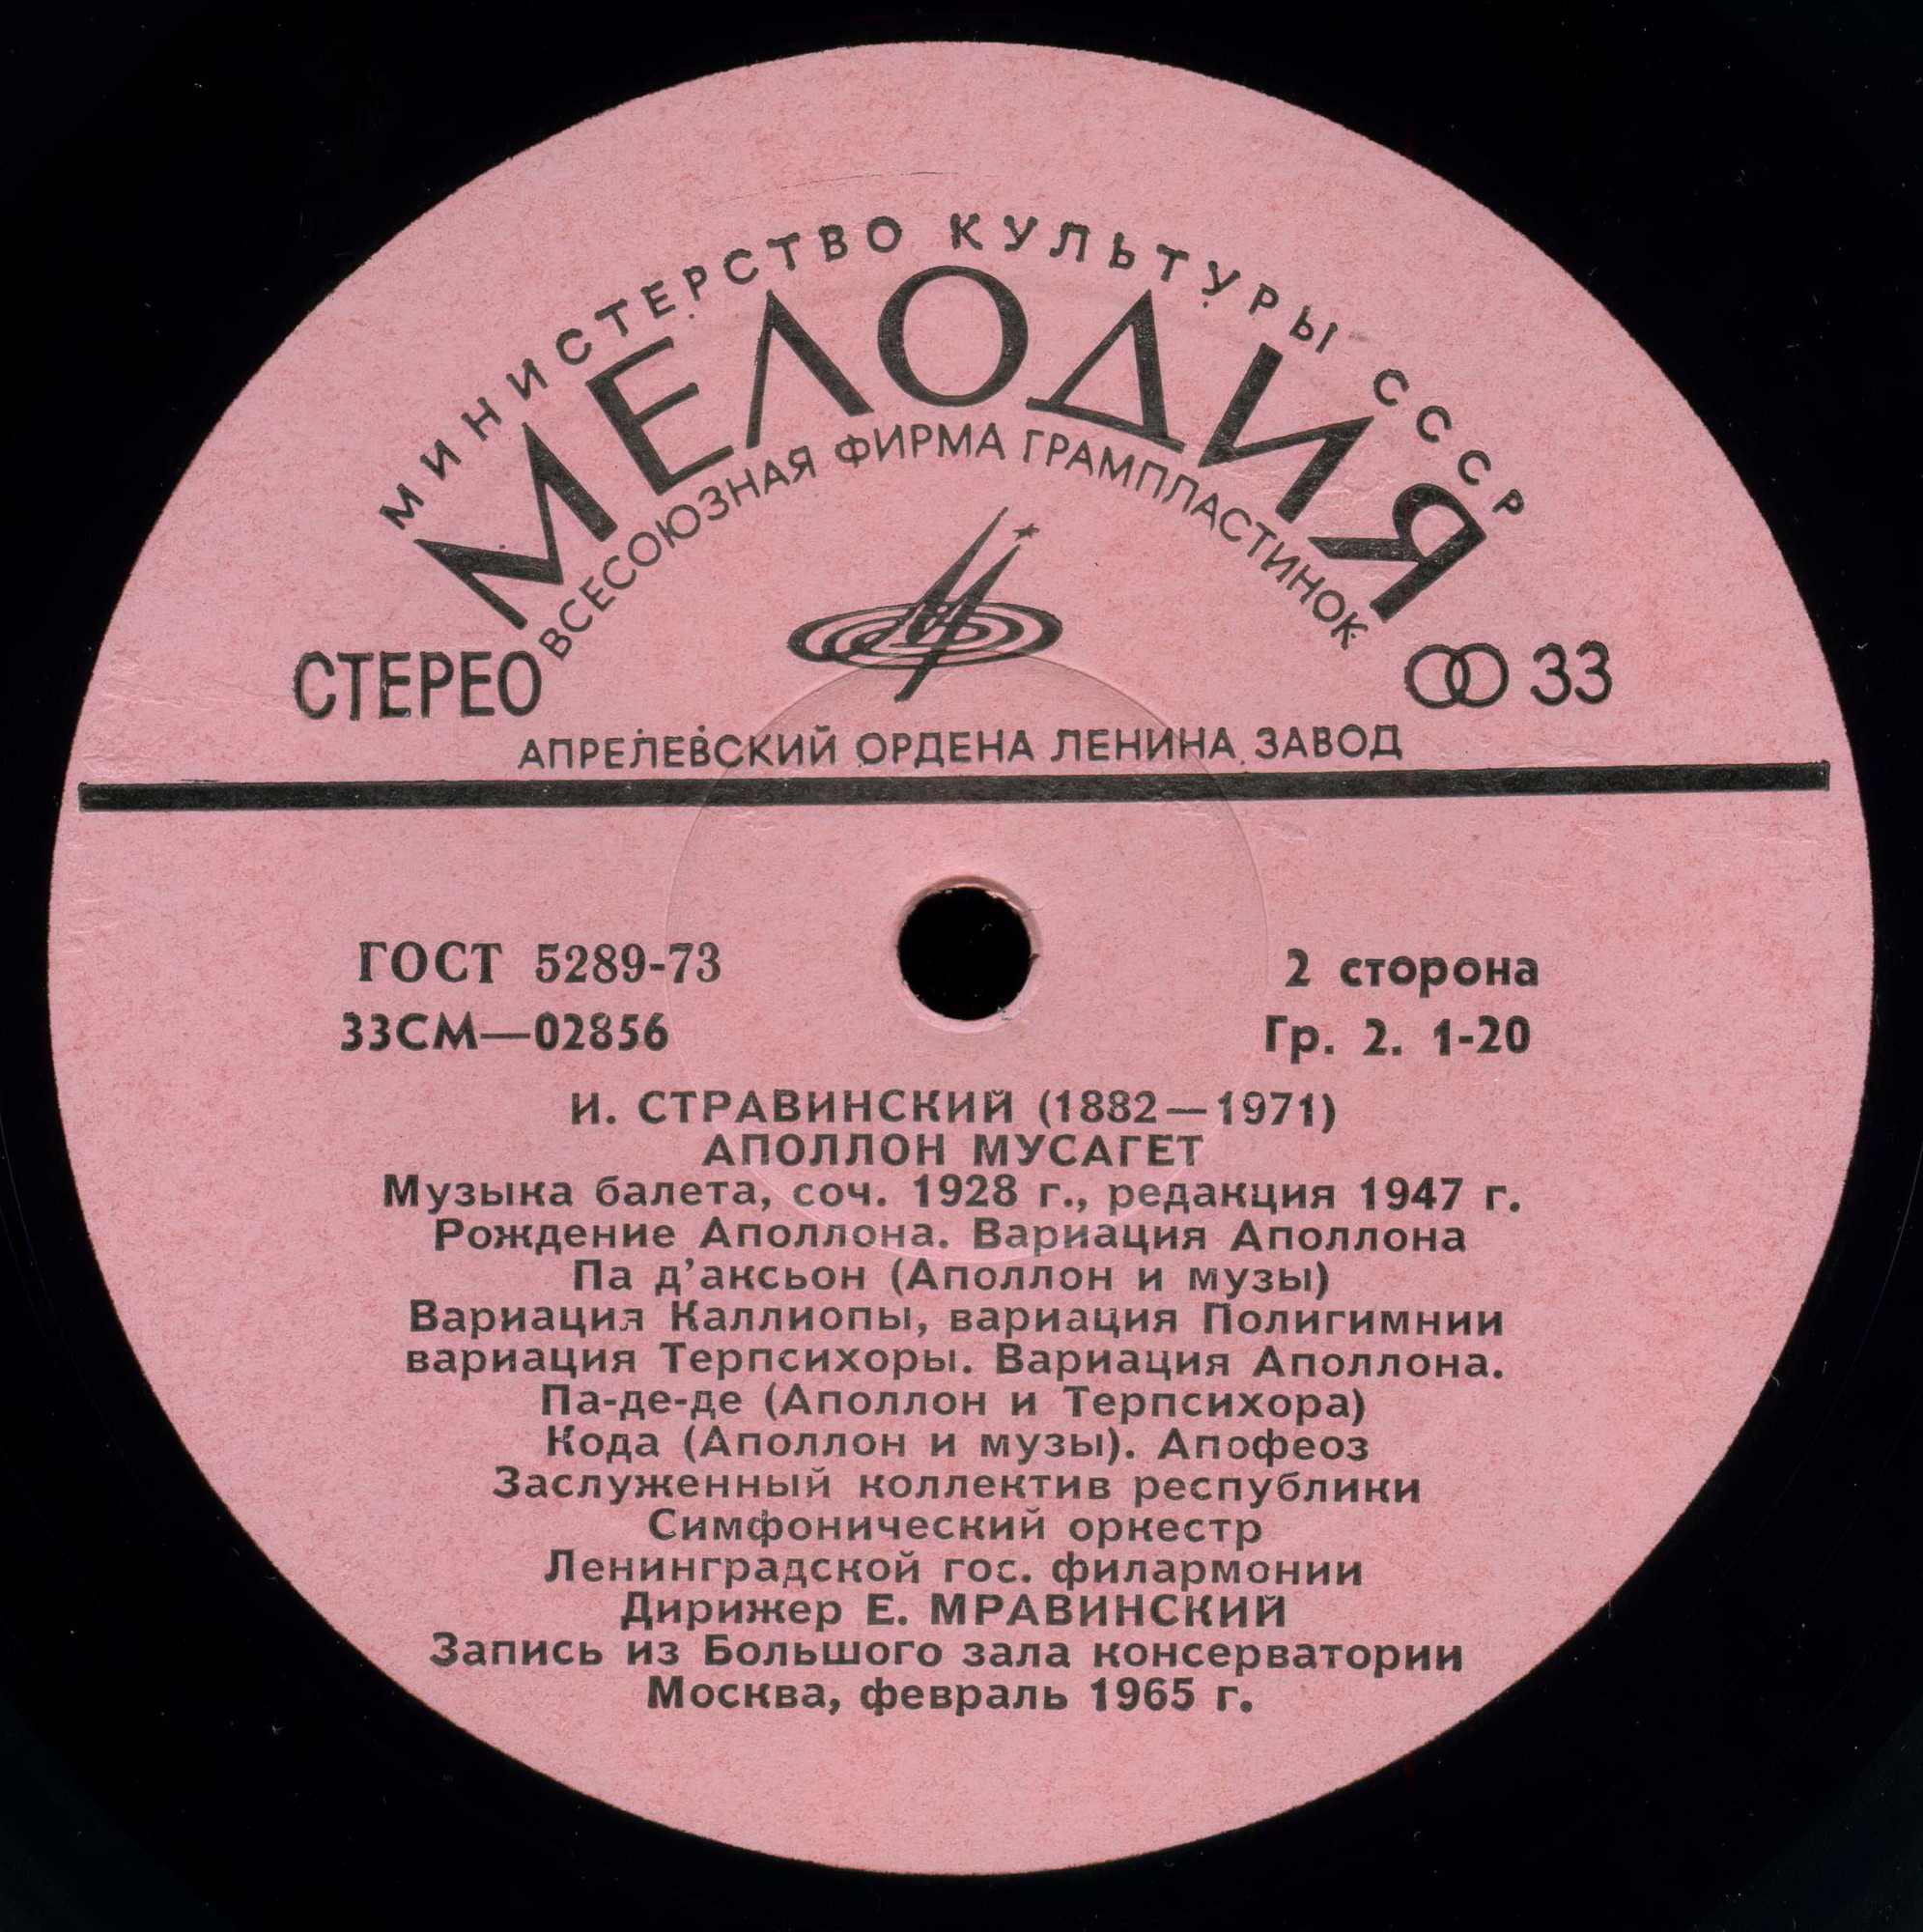 МИНИСТЕРСТВО КУЛЬТУРЫ СССР
МЕЛОДИЯ
ВСЕСОЮЗНАЯ ФИРМА ГРАМПЛАСТИНОК
СТЕРЕО
33
АПРЕЛЕВСКИЙ ОРДЕНА ЛЕНИНА ЗАВОД
ГОСТ 5289-73
2 сторона
33СМ—02856
Гр. 2. 1-20
И. СТРАВИНСКИЙ (1882—1971)
АПОЛЛОН МУСАГЕТ
Музыка балета, соч. 1928 г., редакция 1947 г.
Рождение Аполлона. Вариация Аполлона
Па д'аксьон (Аполлон и музы)
Вариация Каллиопы, вариация Полигимнии
вариация Терпсихоры. Вариация Аполлона.
Па-де-де (Аполлон и Терпсихора)
Кода (Аполлон и музы). Апофеоз
Заслуженный коллектив республики
Симфонический оркестр
Ленинградской гос. филармонии
Дирижер Е. МРАВИНСКИЙ
Запись из Большого зала консерватории
Москва, февраль 1965 г.